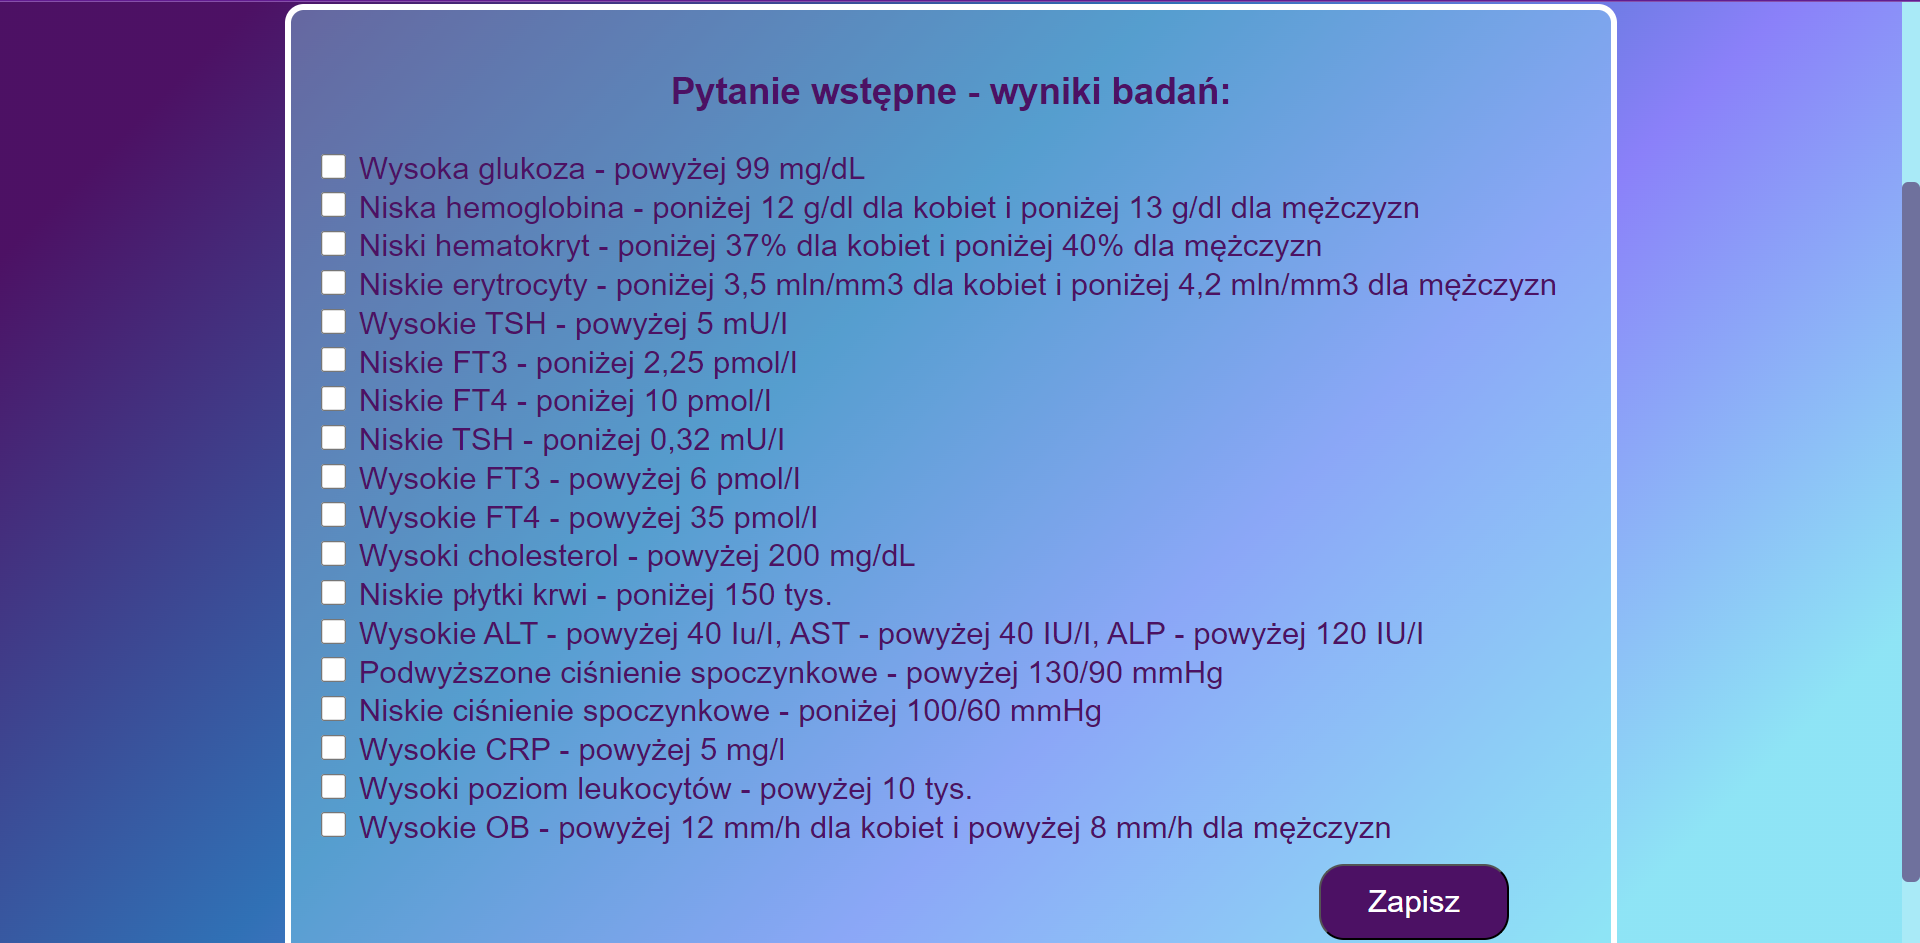 Pytanie wstępne - wyniki badań:
Wysoka glukoza - powyżej 99 mg/dL
Niska hemoglobina - poniżej 12 g/dl dla kobiet i poniżej 13 g/dl dla mężczyzn
Niski hematokryt - poniżej 37% dla kobiet i poniżej 40% dla mężczyzn
Niskie erytrocyty - poniżej 3,5 mln/mm3 dla kobiet i poniżej 4,2 mln/mm3 dla mężczyzn
Wysokie TSH - powyżej 5 mU/l
Niskie FT3 - poniżej 2,25 pmol/l
Niskie FT4 - poniżej 10 pmol/l
Niskie TSH - poniżej 0,32 mU/l
Wysokie FT3 - powyżej 6 pmol/l
Wysokie FT4 - powyżej 35 pmol/l
Wysoki cholesterol - powyżej 200 mg/dL
Niskie płytki krwi - poniżej 150 tys.
Wysokie ALT - powyżej 40 Iu/l, AST - powyżej 40 IU/l, ALP - powyżej 120 IU/l
Podwyższone ciśnienie spoczynkowe - powyżej 130/90 mmHg
Niskie ciśnienie spoczynkowe - poniżej 100/60 mmHg
Wysokie CRP - powyżej 5 mg/l
Wysoki poziom leukocytów - powyżej 10 tys.
Wysokie OB - powyżej 12 mm/h dla kobiet i powyżej 8 mm/h dla mężczyzn
Zapisz